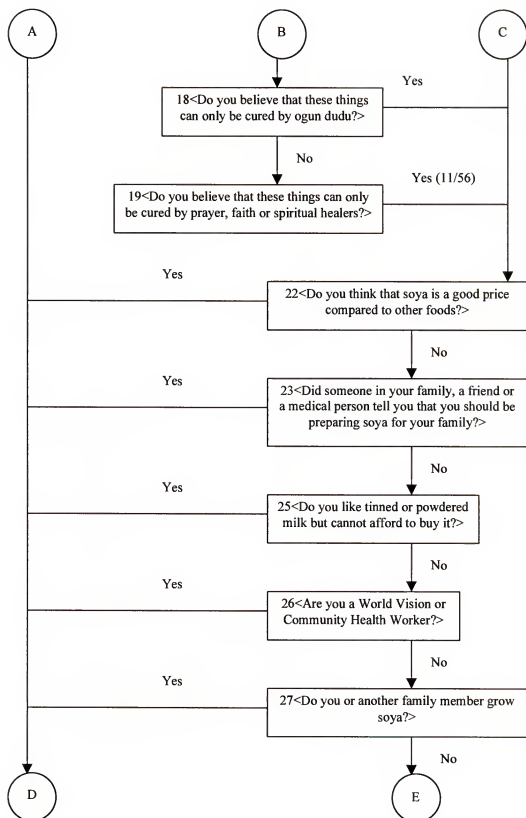 A
B
C
Yes
18<Do you believe that these things
can only be cured by ogun dudu?>
No
Yes (11/56)
19<Do you believe that these things can only
be cured by prayer, faith or spiritual healers?>
Yes
22<Do you think that soya is a good price
compared to other foods?>
No
Yes
23<Did someone in your family, a friend or
a medical person tell you that you should be
preparing soya for your family?>
No
Yes
25<Do you like tinned or powdered
milk but cannot afford to buy it?>
No
Yes
26<Are you a World Vision or
Community Health Worker?>
No
Yes
27<Do you or another family member grow
soya?>
No
D
E